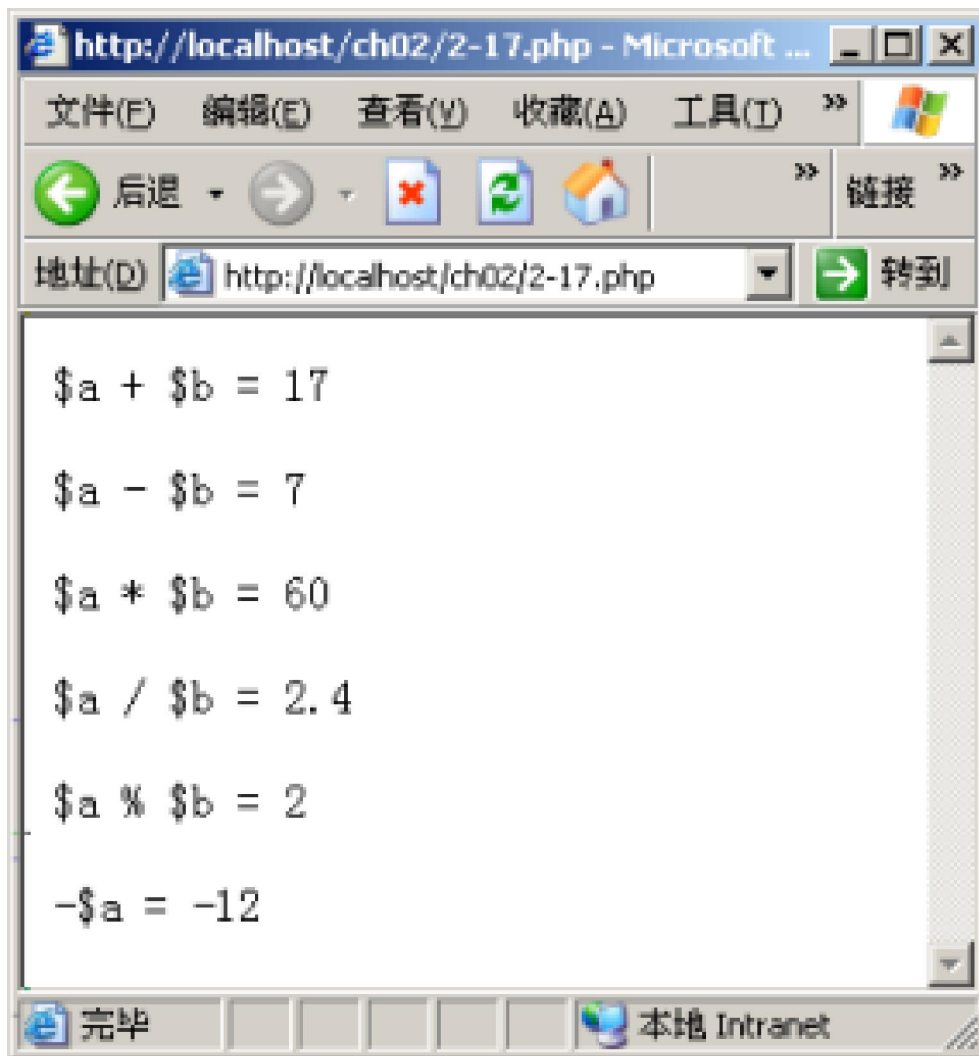 http://localhost/ch02/2-17.php - Microsoft ...
文件(F) 编辑(E) 查看(V) 收藏(A) 工具(T) »
后退 » 链接 »
地址(D) http://localhost/ch02/2-17.php 转到
$a + $b = 17
$a - $b = 7
$a * $b = 60
$a / $b = 2.4
$a % $b = 2
-$a = -12
完毕 本地 Intranet